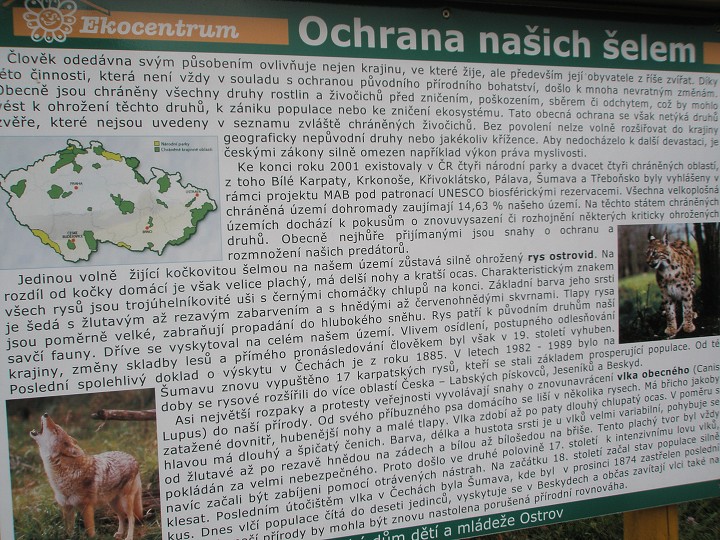 Ekocentrum
Ochrana našich šelem
Člověk odedávna svým působením ovlivňuje nejen krajinu, ve které žije, ale především její obyvatele z říše zvířat. Díky
této činnosti, která není vždy v souladu s ochranou původního přírodního bohatství, došlo k mnoha nevratným změnám.
Obecně jsou chráněny všechny druhy rostlin a živočichů před zničením, poškozením, sběrem či odchytem, což by mohlo
vést k ohrožení těchto druhů, k zániku populace nebo ke zničení ekosystému. Tato obecná ochrana se však netýká druhů
zvěře, které nejsou uvedeny v seznamu zvláště chráněných živočichů. Bez povolení nelze volně rozšiřovat do krajiny
geograficky nepůvodní druhy nebo jakékoliv křížence. Aby nedocházelo k další devastaci, je
českými zákony silně omezen například výkon práva myslivosti.
Ke konci roku 2001 existovaly v ČR čtyři národní parky a dvacet čtyři chráněných oblastí,
z toho Bílé Karpaty, Krkonoše, Křivoklátsko, Pálava, Šumava a Třeboňsko byly vyhlášeny v
rámci projektu MAB pod patronací UNESCO biosférickými rezervacemi. Všechna velkoplošná
chráněná území dohromady zaujímají 14,63 % našeho území. Na těchto státem chráněných
územích dochází k pokusům o znovuvysazení či rozhojnění některých kriticky ohrožených
druhů. Obecně nejhůře přijímanými jsou snahy o ochranu a
rozmnožení našich predátorů.
Národní parky
Chráněné krajinné oblasti
PRAHA
ČESKÉ BUDĚJOVICE
BRNO
Jedinou volně žijící kočkovitou šelmou na našem území zůstavá silně ohrožený rys ostrovid. Na
rozdíl od kočky domácí je však velice plachý, má delší nohy a kratší ocas. Charakteristickým znakem
všech rysů jsou trojúhelníkovité uši s černými chomáčky chlupů na konci. Základní barva jeho srsti
je šedá s žlutavým až rezavým zabarvením a s hnědými až červenohnědými skvrnami. Tlapy rysa
jsou poměrně velké, zabraňují propadání do hlubokého sněhu. Rys patří k původním druhům naší
savčí fauny. Dříve se vyskytoval na celém našem území. Vlivem osídlení, postupného odlesňování
krajiny, změny skladby lesů a přímého pronásledování člověkem byl však v 19. století vyhuben.
Poslední spolehlivý doklad o výskytu v Čechách je z roku 1885. V letech 1982 - 1989 bylo na
Šumavu znovu vypuštěno 17 karpatských rysů, kteří se stali základem prosperující populace. Od té
doby se rysové rozšířili do více oblastí Česka – Labských pískovců, Jeseníků a Beskyd.
Asi největší rozpaky a protesty veřejnosti vyvolávají snahy o znovunavrácení vlka obecného (Canis
Lupus) do naší přírody. Od svého příbuzného psa domácího se liší v několika rysech. Má břicho jakoby
zatažené dovnitř, hubenější nohy a malé tlapy. Vlka zdobí až po paty dlouhý chlupatý ocas. V poměru s
hlavou má dlouhý a špičatý čenich. Barva, délka a hustota srsti je u vlků velmi variabilní, pohybuje se
od žlutavé až po rezavě hnědou na zádech a bílou až bílošedou na břiše. Tento plachý tvor byl vždy
pokládán za velmi nebezpečného. Proto došlo ve druhé polovině 17. století k intenzivnímu lovu vlků,
navíc začali být zabíjeni pomocí otrávených nástrah. Na začátku 18. století začal stav populace silně
klesat. Posledním útočištěm vlka v Čechách byla Šumava, kde byl v prosinci 1874 zastřelen poslední
kus. Dnes vlčí populace čítá do deseti jedinců, vyskytuje se v Beskydech a občas zavítají vlci také na
přírody by mohla být znovu nastolena porušená přírodní rovnováha.
dům dětí a mládeže Ostrov